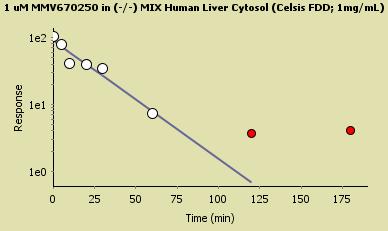 1 uM MMV670250 in (-/-) MIX Human Liver Cytosol (Celsis FDD; 1mg/mL)
1e2
1e1
1e0
Response
0 25 50 75 100 125 150 175
Time (min)